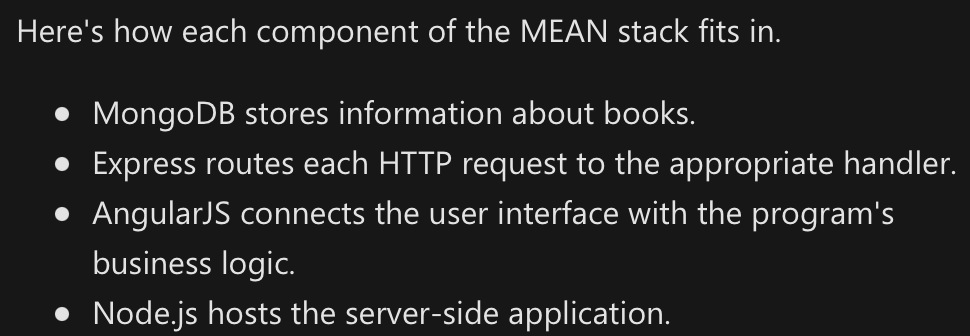 Here's how each component of the MEAN stack fits in.
● MongoDB stores information about books.
● Express routes each HTTP request to the appropriate handler.
● AngularJS connects the user interface with the program's
business logic.
● Node.js hosts the server-side application.